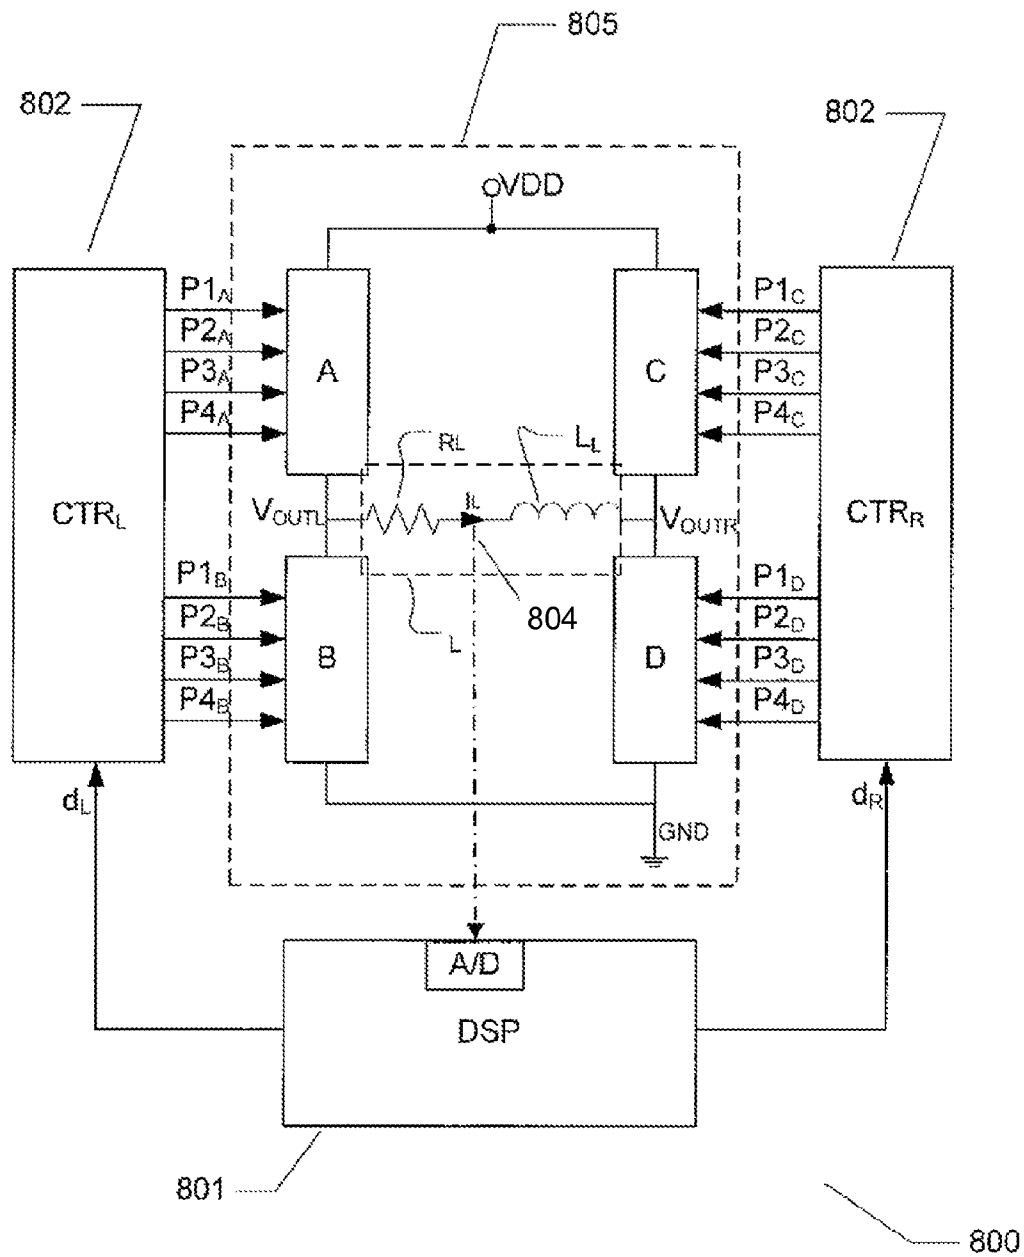 805
802
802
VDD
P1A
P2A
P3A
P4A
A
C
P1C
P2C
P3C
P4C
RL
LL
CTRL
VOUTL
IL
VOUTR
CTRR
P1B
P2B
P3B
P4B
B
L
804
D
P1D
P2D
P3D
P4D
dL
dR
GND
A/D
DSP
801
800